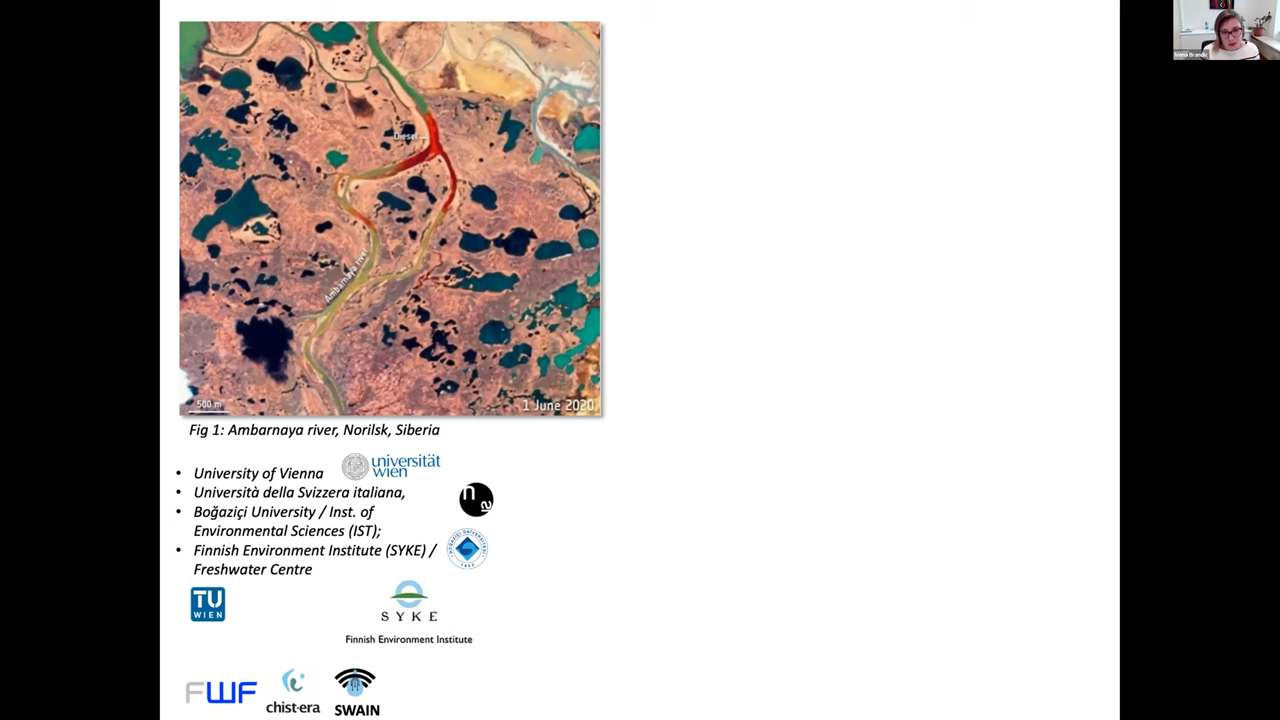 Ivona Brandic
Diesel
Ambarnaya river
500 m
1 June 2020
Fig 1: Ambarnaya river, Norilsk, Siberia
• University of Vienna
universität
wien
• Università della Svizzera italiana,
• Boğaziçi University / Inst. of
Environmental Sciences (IST);
• Finnish Environment Institute (SYKE) /
Freshwater Centre
TU
WIEN
SYKE
Finnish Environment Institute
FWF
chist-era
SWAIN